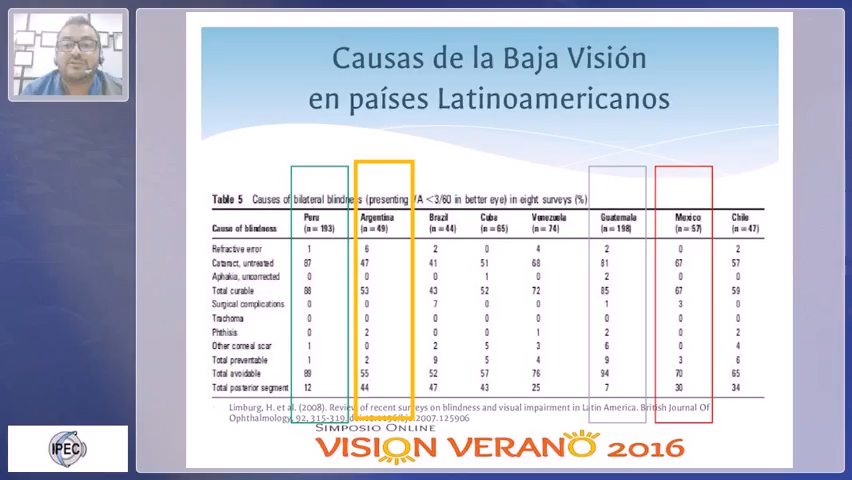 Causas de la Baja Visión
en países Latinoamericanos
Table 5 Causes of bilateral blindness (presenting VA <3/60 in better eye) in eight surveys (%)
Cause of blindness Peru (n = 193) Argentina (n = 49) Brazil (n = 44) Cuba (n = 65) Venezuela (n = 74) Guatemala (n = 198) Mexico (n = 57) Chile (n = 47)
Refractive error 1 6 2 0 4 2 0 2
Cataract, untreated 87 47 41 51 68 81 67 57
Aphakia, uncorrected 0 0 0 1 0 2 0 0
Total curable 88 53 43 52 72 85 67 59
Surgical complications 0 0 7 0 0 1 3 0
Trachoma 0 0 0 0 0 0 0 0
Phthisis 0 2 0 0 1 2 0 2
Other corneal scar 1 0 2 5 3 6 0 4
Total preventable 1 2 9 5 4 9 3 6
Total avoidable 89 55 52 57 76 94 70 65
Total posterior segment 12 44 47 43 25 7 30 34
Limburg, H. et al. (2008). Review of recent surveys on blindness and visual impairment in Latin America. British Journal Of
Ophthalmology, 92, 315-319.
SIMPOSIO ONLINE
VISION VERANO 2016
IPEC